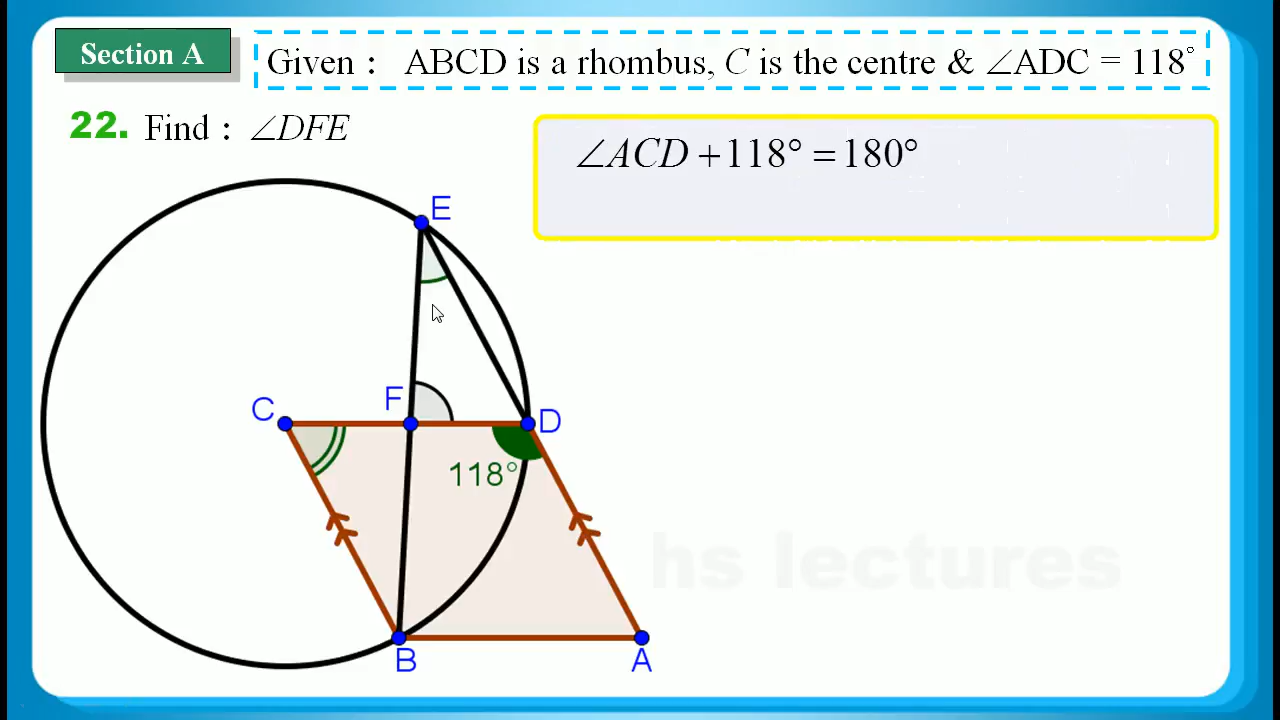 Section A
Given : ABCD is a rhombus, C is the centre & ∠ADC = 118°
22. Find : ∠DFE
∠ACD + 118° = 180°
E
C
F
D
118°
hs lectures
B
A